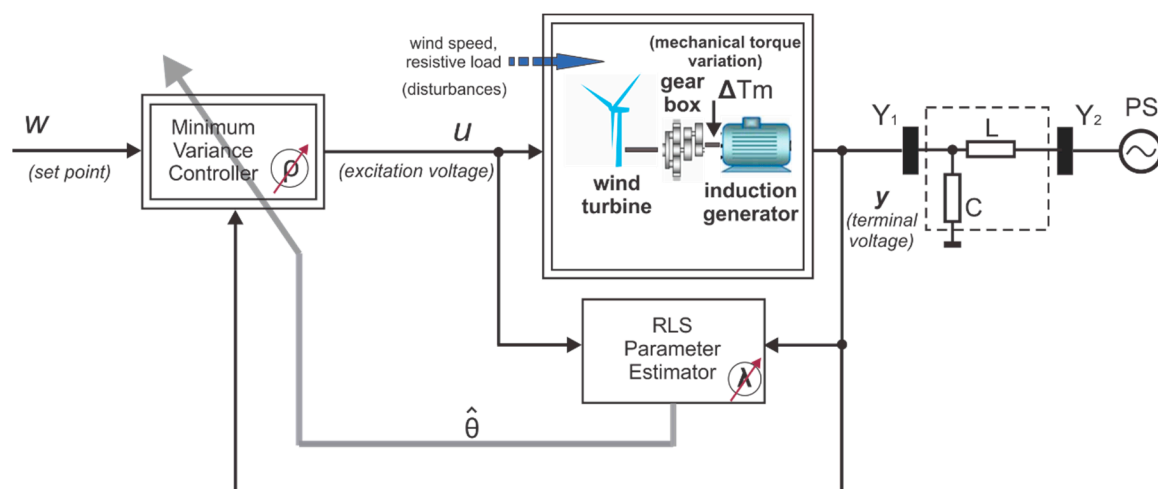 wind speed,
resistive load
(disturbances)
(mechanical torque
variation)
gear
box
ΔTm
wind
turbine
induction
generator
w
(set point)
Minimum
Variance
Controller
ρ
u
(excitation voltage)
Y₁
L
Y₂
PS
C
y
(terminal
voltage)
RLS
Parameter
Estimator
λ
θ̂